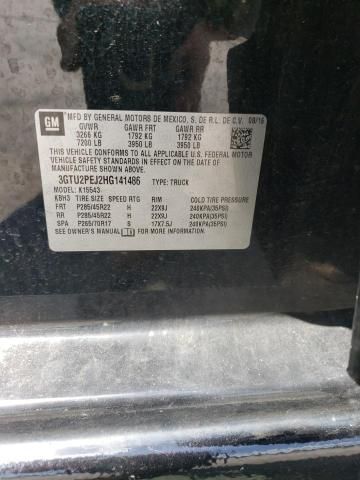 GM
MFD BY GENERAL MOTORS DE MEXICO, S. DE R.L. DE C.V. 08/16
GVWR GAWR FRT GAWR RR
3266 KG 1792 KG 1792 KG
7200 LB 3950 LB 3950 LB
THIS VEHICLE CONFORMS TO ALL APPLICABLE U.S. FEDERAL MOTOR
VEHICLE SAFETY AND THEFT PREVENTION STANDARDS IN EFFECT ON THE DATE OF
MANUFACTURE SHOWN ABOVE.
3GTU2PEJ2HG141486 TYPE: TRUCK
MODEL: K15543
KBH3 TIRE SIZE SPEED RTG RIM COLD TIRE PRESSURE
FRT P285/45R22 H 22X9J 240KPA(35PSI)
RR P285/45R22 H 22X9J 240KPA(35PSI)
SPA P265/70R17 S 17X7.5J 240KPA(35PSI)
SEE OWNER'S MANUAL FOR MORE INFORMATION.